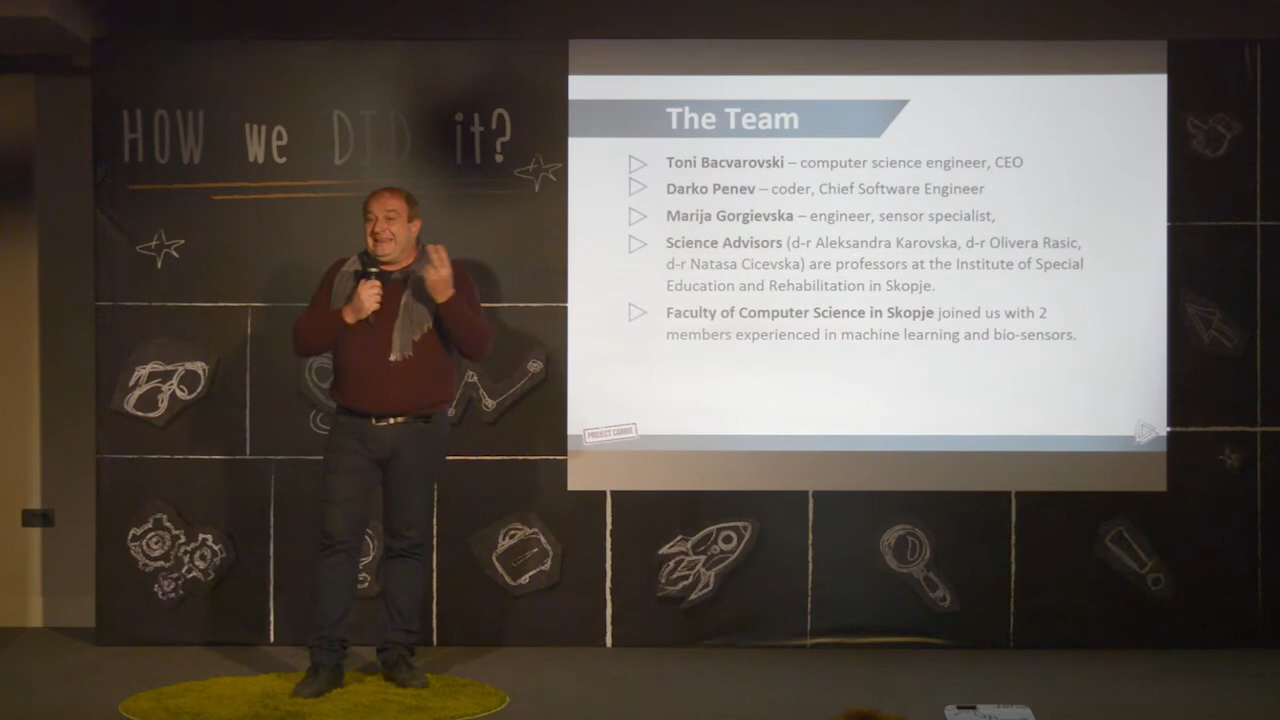 HOW we DID it?
The Team
Toni Bacvarovski – computer science engineer, CEO
Darko Penev – coder, Chief Software Engineer
Marija Gorgievska – engineer, sensor specialist,
Science Advisors (d-r Aleksandra Karovska, d-r Olivera Rasic,
d-r Natasa Cicevska) are professors at the Institute of Special
Education and Rehabilitation in Skopje.
Faculty of Computer Science in Skopje joined us with 2
members experienced in machine learning and bio-sensors.
PROJECT CARRIE